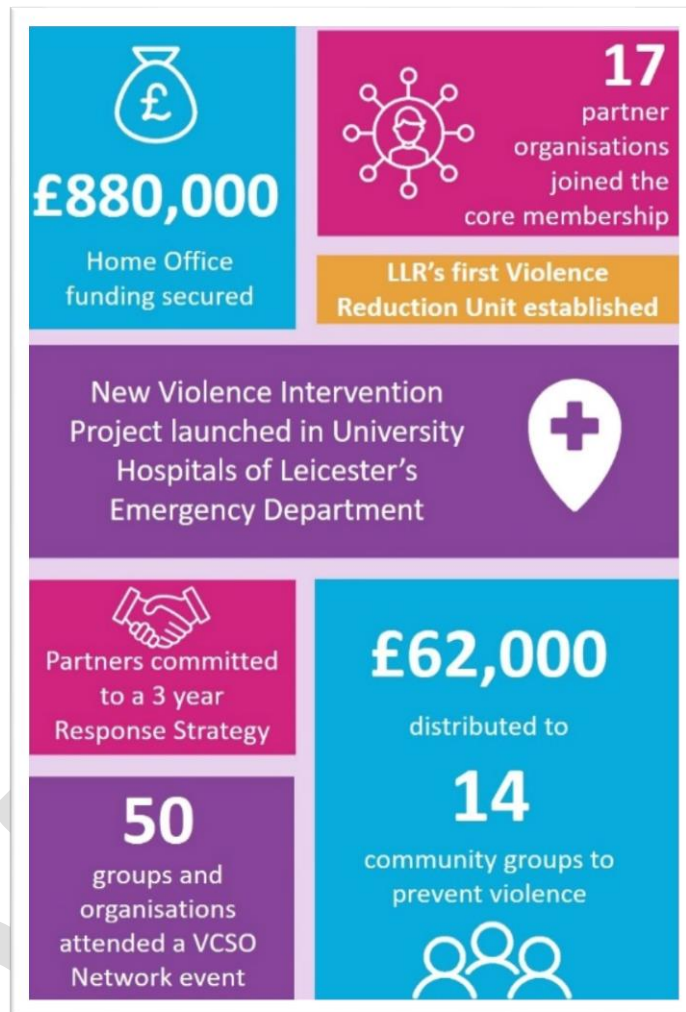 £
£880,000
Home Office
funding secured
17
partner
organisations
joined the
core membership
LLR's first Violence
Reduction Unit established
New Violence Intervention
Project launched in University
Hospitals of Leicester's
Emergency Department
Partners committed
to a 3 year
Response Strategy
£62,000
distributed to
14
community groups to
prevent violence
50
groups and
organisations
attended a VCSO
Network event